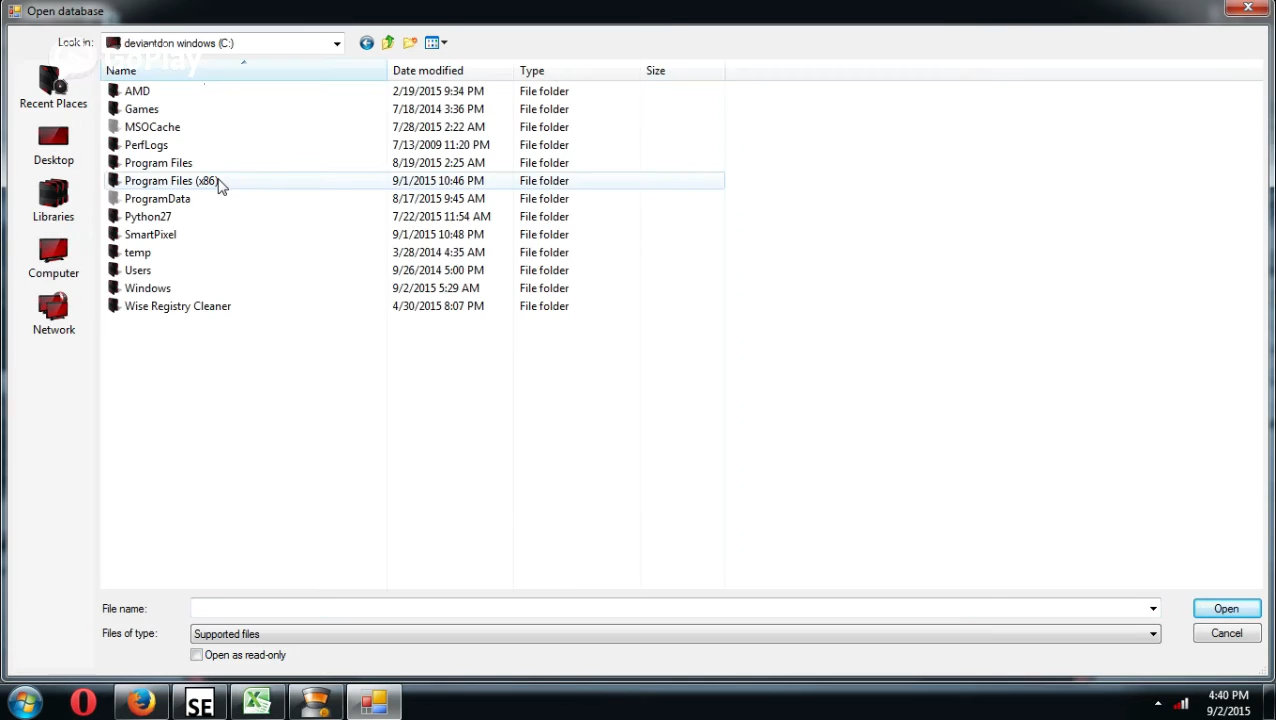 Open database
Look in: deviantdon windows (C:)
GoPlay
Name Date modified Type Size
Recent Places
Desktop
Libraries
Computer
Network
AMD 2/19/2015 9:34 PM File folder
Games 7/18/2014 3:36 PM File folder
MSOCache 7/28/2015 2:22 AM File folder
PerfLogs 7/13/2009 11:20 PM File folder
Program Files 8/19/2015 2:25 AM File folder
Program Files (x86) 9/1/2015 10:46 PM File folder
ProgramData 8/17/2015 9:45 AM File folder
Python27 7/22/2015 11:54 AM File folder
SmartPixel 9/1/2015 10:48 PM File folder
temp 3/28/2014 4:35 AM File folder
Users 9/26/2014 5:00 PM File folder
Windows 9/2/2015 5:29 AM File folder
Wise Registry Cleaner 4/30/2015 8:07 PM File folder
File name: Open
Files of type: Supported files Cancel
Open as read-only
SE
4:40 PM
9/2/2015